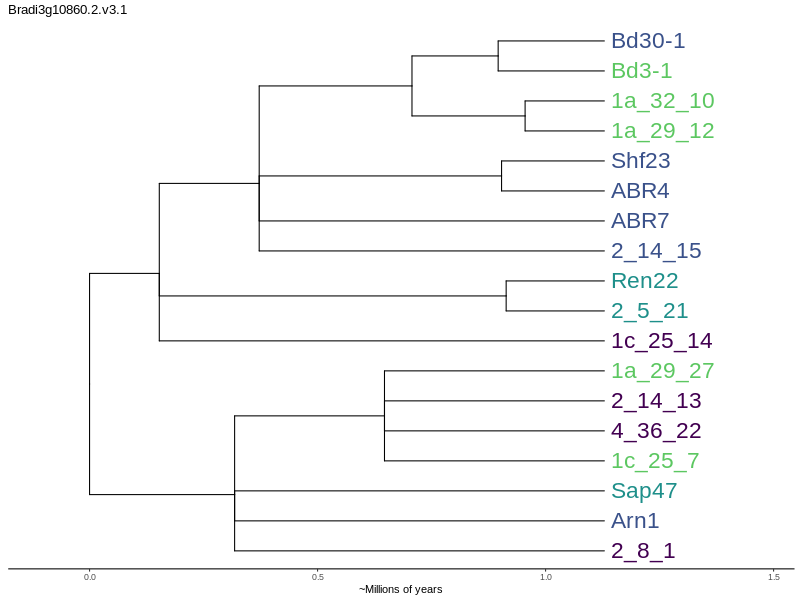 Bradi3g10860.2.v3.1
Bd30-1
Bd3-1
1a_32_10
1a_29_12
Shf23
ABR4
ABR7
2_14_15
Ren22
2_5_21
1c_25_14
1a_29_27
2_14_13
4_36_22
1c_25_7
Sap47
Arn1
2_8_1
0.0 0.5 1.0 1.5
~Millions of years